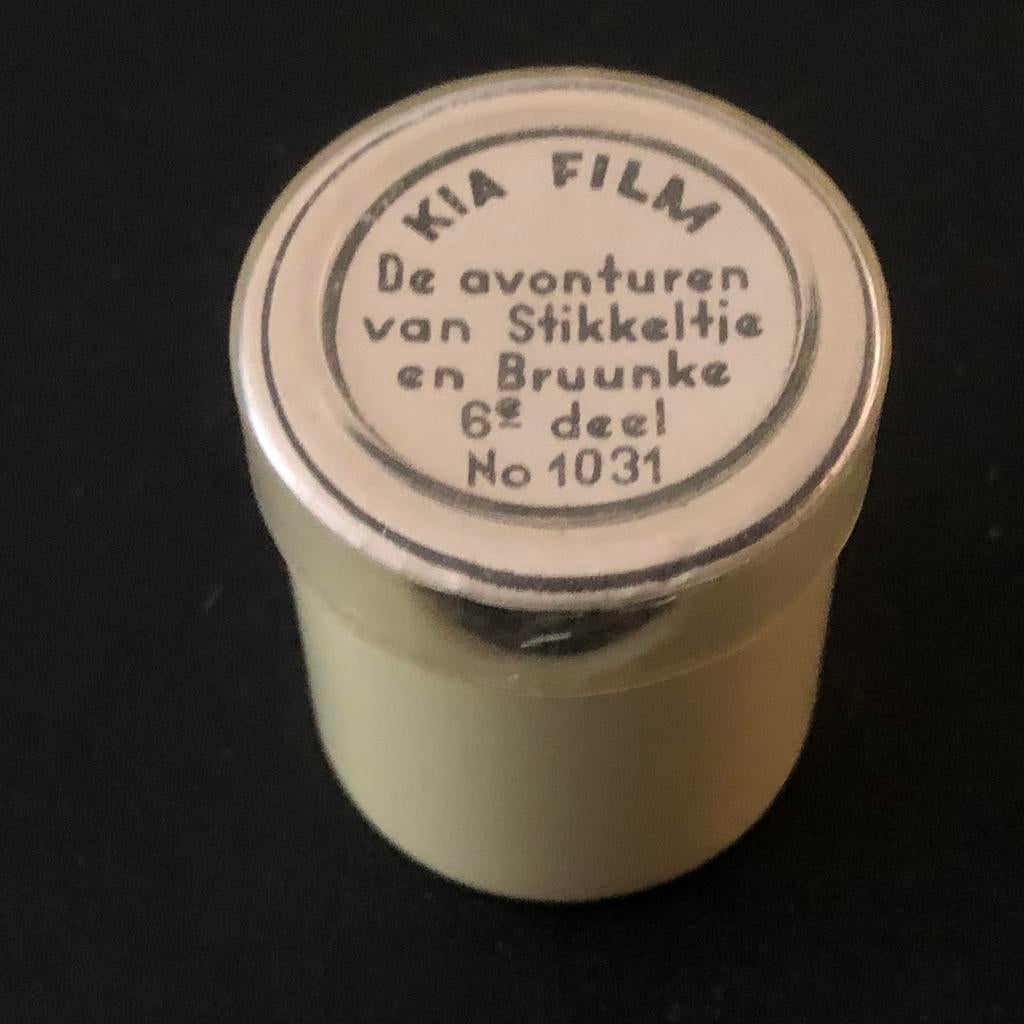 KIA FILM
De avonturen
van Stikkeltje
en Bruunke
6e deel
No 1031